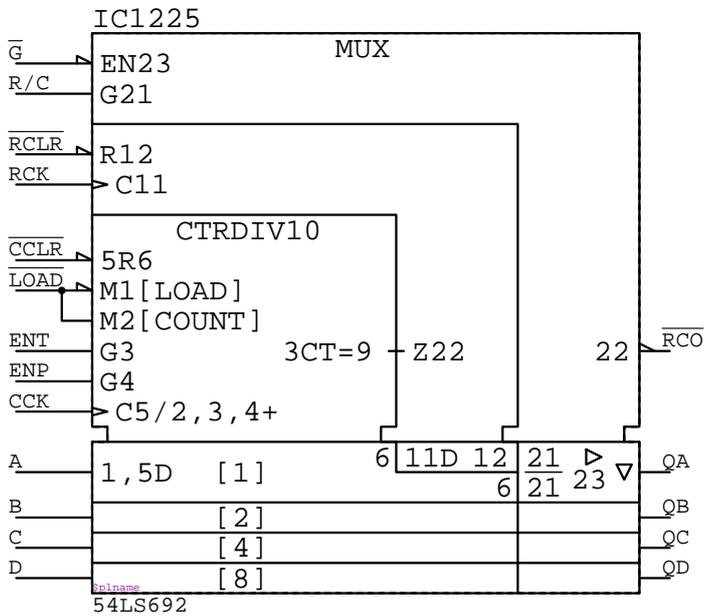 IC1225
MUX
G
EN23
R/C
G21
RCLR
R12
RCK
C11
CTRDIV10
CCLR
5R6
LOAD
M1[LOAD]
M2[COUNT]
ENT
G3
3CT=9
Z22
22
RCO
ENP
G4
CCK
C5/2,3,4+
A
1,5D
[1]
6
11D
12
6
21
21
23
QA
B
[2]
QB
C
[4]
QC
D
[8]
QD
$plname
54LS692